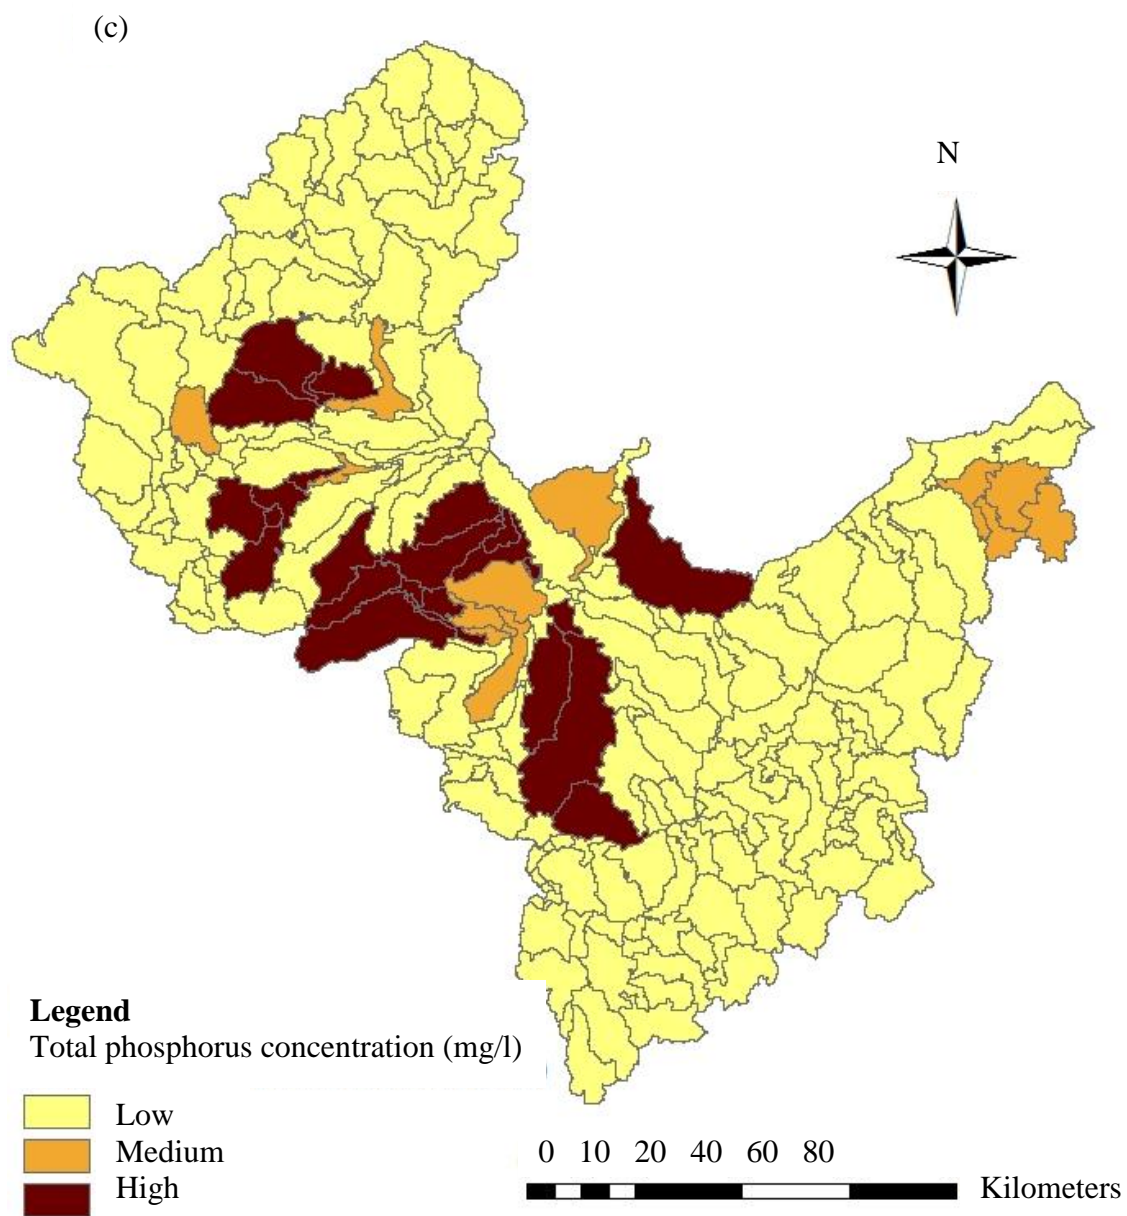 (c)
N
Legend
Total phosphorus concentration (mg/l)
Low
Medium
High
0 10 20 40 60 80
Kilometers